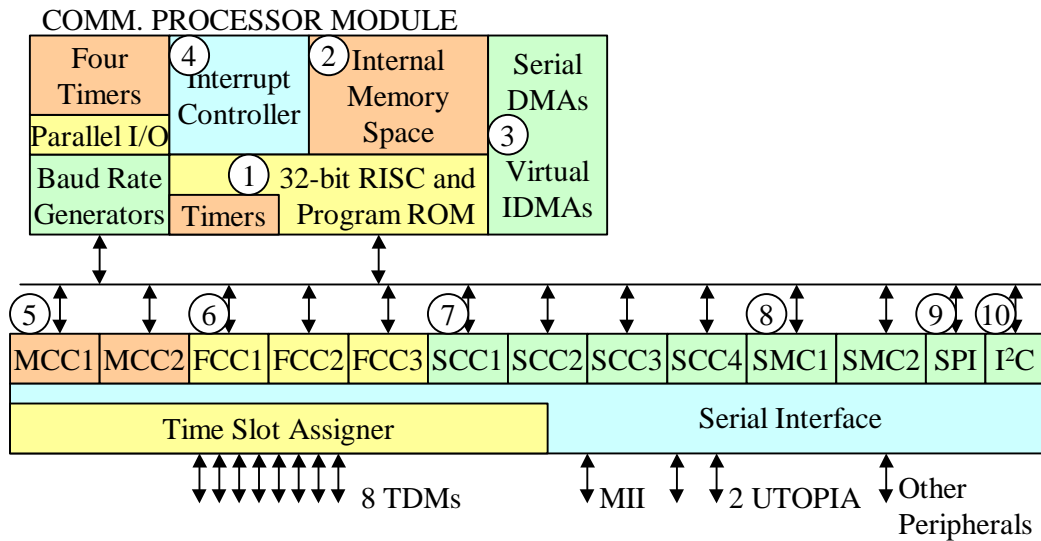 COMM. PROCESSOR MODULE
Four
Timers
Parallel I/O
Baud Rate
Generators
4
Interrupt
Controller
2
Internal
Memory
Space
1
32-bit RISC and
Program ROM
Timers
Serial
DMAs
3
Virtual
IDMAs
5
6
7
8
9
10
MCC1
MCC2
FCC1
FCC2
FCC3
SCC1
SCC2
SCC3
SCC4
SMC1
SMC2
SPI
I²C
Time Slot Assigner
Serial Interface
8 TDMs
MII
2 UTOPIA
Other
Peripherals